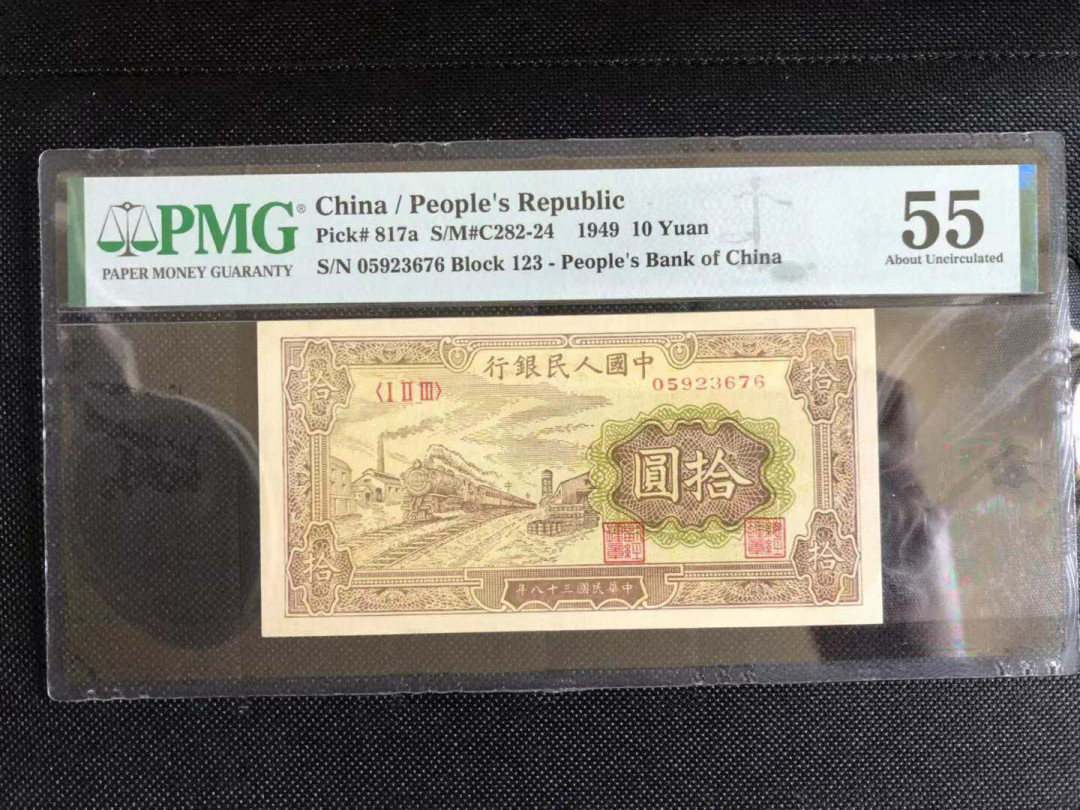 PMG®
PAPER MONEY GUARANTY
China / People's Republic
Pick# 817a S/M#C282-24 1949 10 Yuan
S/N 05923676 Block 123 - People's Bank of China
55
About Uncirculated
行銀民人國中
〈I II III〉
05923676
拾
拾
圓拾
拾
拾
年八十三國民華中